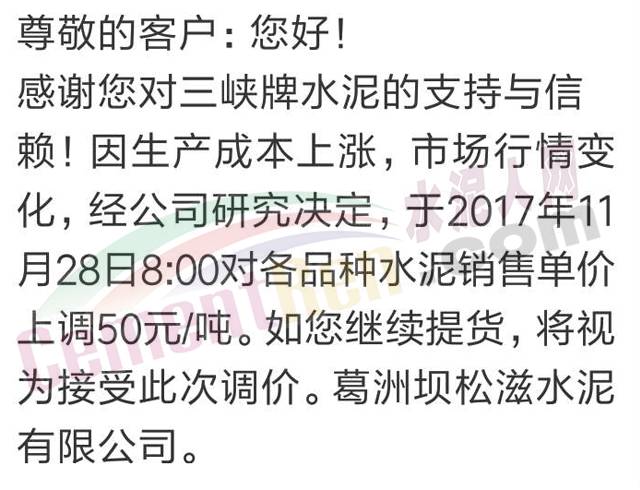 尊敬的客户：您好！
感谢您对三峡牌水泥的支持与信
赖！因生产成本上涨，市场行情变
化，经公司研究决定，于2017年11
月28日8:00对各品种水泥销售单价
上调50元/吨。如您继续提货，将视
为接受此次调价。葛洲坝松滋水泥
有限公司。
水泥人网
CementRen.com